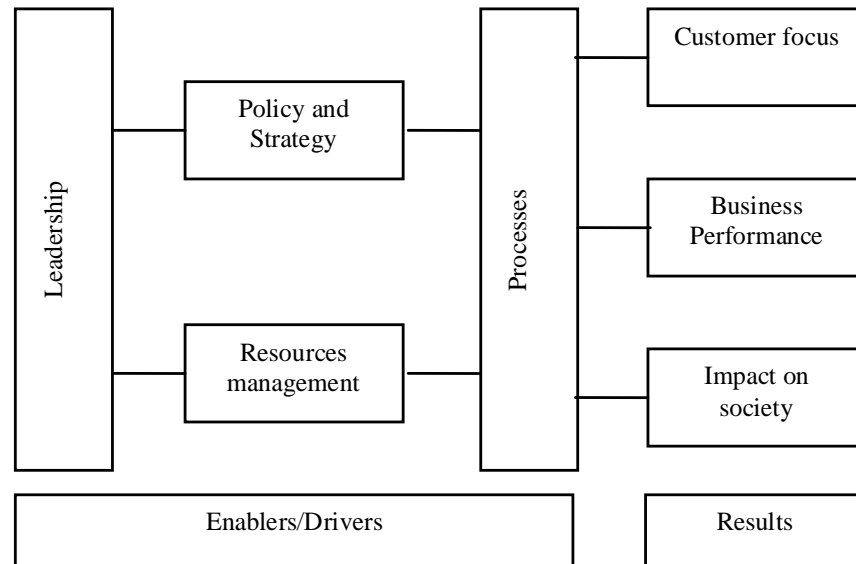 Leadership
Policy and
Strategy
Resources
management
Processes
Customer focus
Business
Performance
Impact on
society
Enablers/Drivers
Results